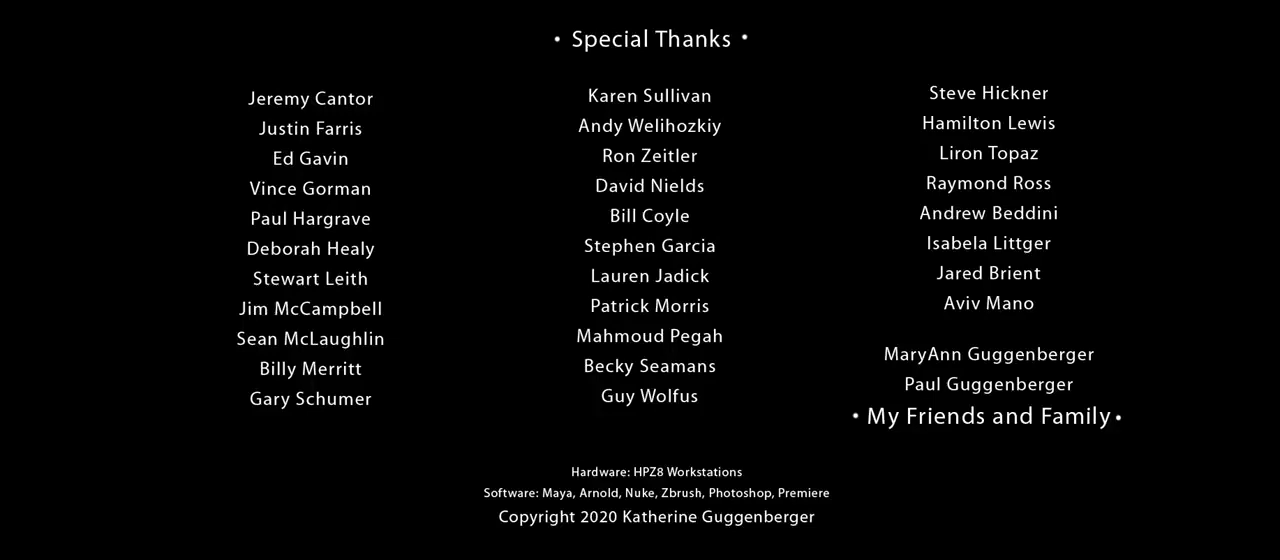 • Special Thanks •
Jeremy Cantor
Justin Farris
Ed Gavin
Vince Gorman
Paul Hargrave
Deborah Healy
Stewart Leith
Jim McCampbell
Sean McLaughlin
Billy Merritt
Gary Schumer
Karen Sullivan
Andy Welihozkiy
Ron Zeitler
David Nields
Bill Coyle
Stephen Garcia
Lauren Jadick
Patrick Morris
Mahmoud Pegah
Becky Seamans
Guy Wolfus
Steve Hickner
Hamilton Lewis
Liron Topaz
Raymond Ross
Andrew Beddini
Isabela Littger
Jared Brient
Aviv Mano
MaryAnn Guggenberger
Paul Guggenberger
• My Friends and Family •
Hardware: HPZ8 Workstations
Software: Maya, Arnold, Nuke, Zbrush, Photoshop, Premiere
Copyright 2020 Katherine Guggenberger